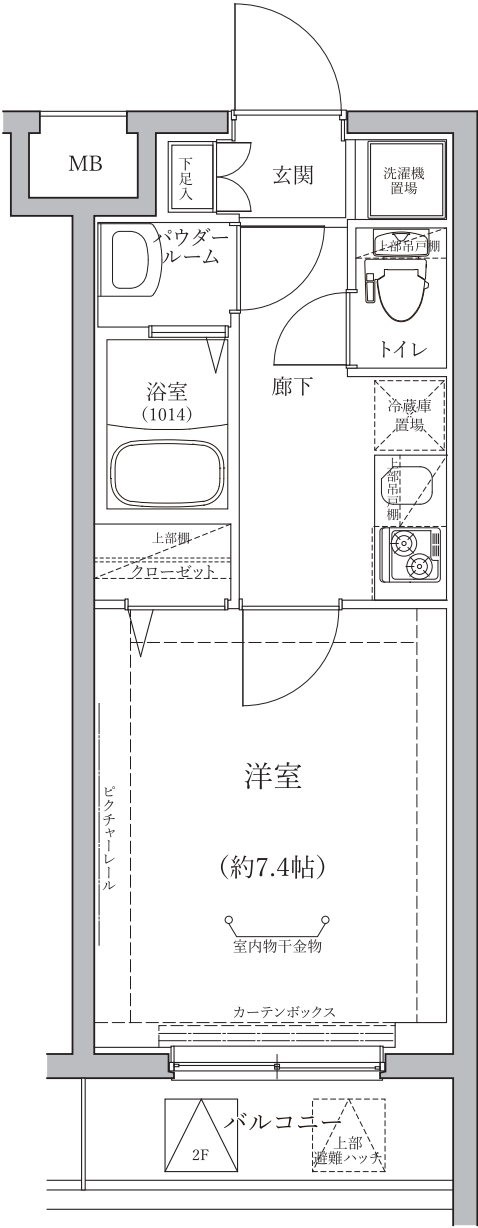 MB
下足入
玄関
洗濯機
置場
パウダー
ルーム
上部吊戸棚
トイレ
浴室
(1014)
廊下
冷蔵庫
置場
上部吊戸棚
上部棚
クローゼット
洋室
(約7.4帖)
ピクチャーレール
室内物干金物
カーテンボックス
バルコニー
2F
上部
避難ハッチ